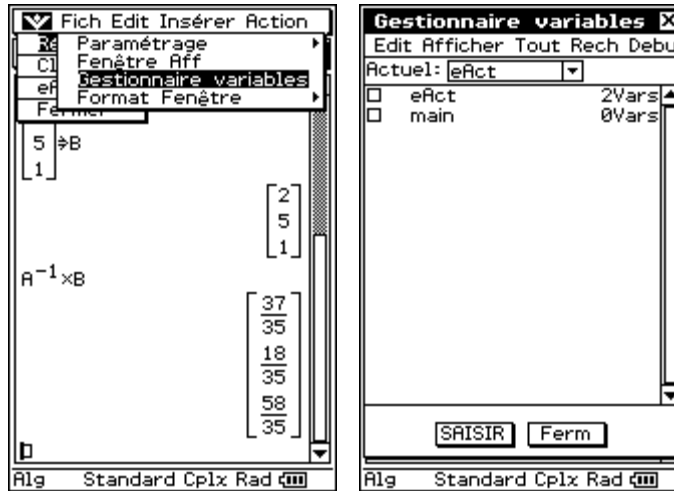 Fich Edit Insérer Action
Paramétrage
Fenêtre Aff
Gestionnaire variables
Format Fenêtre
5 ⇒B
1
2
5
1
A⁻¹×B
37
35
18
35
58
35
Alg Standard Cplx Rad
Gestionnaire variables
Edit Afficher Tout Rech Debu
Actuel: eAct
eAct 2Vars
main 0Vars
SAISIR Ferm
Alg Standard Cplx Rad